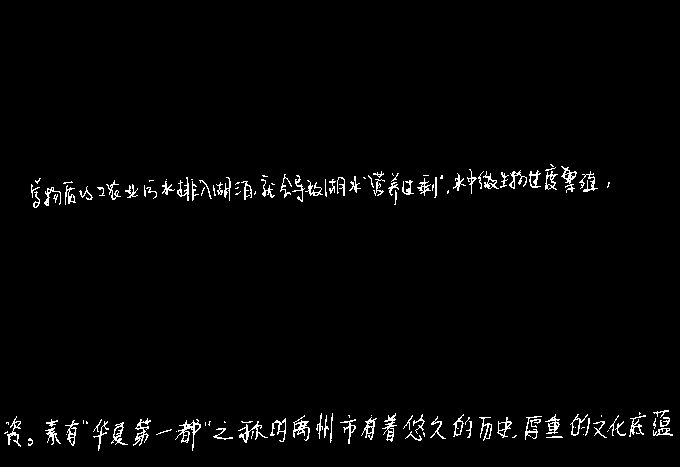 营物质的工农业污水排入湖泊,就会导致湖水“营养过剩”,水中微生物过度繁殖,
资。素有“华夏第一都”之称的禹州市有着悠久的历史,厚重的文化底蕴